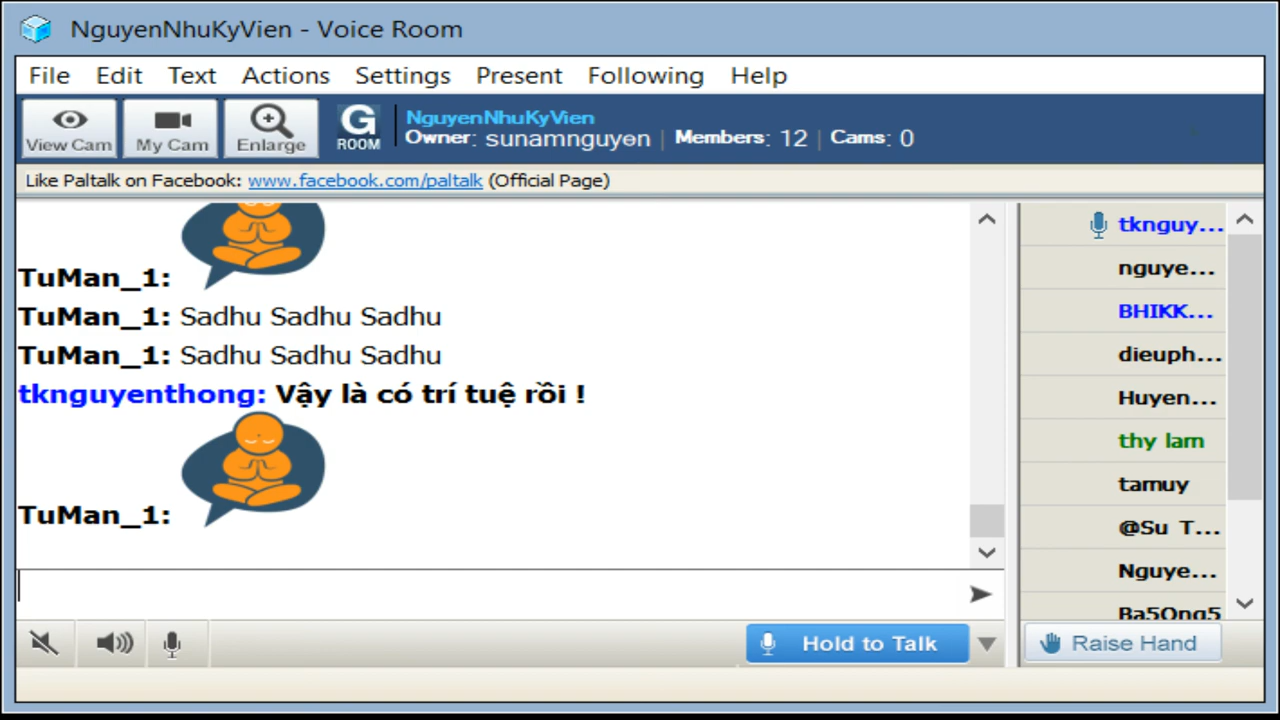 NguyenNhuKyVien - Voice Room
File Edit Text Actions Settings Present Following Help
View Cam
My Cam
Enlarge
G
ROOM
NguyenNhuKyVien
Owner: sunamnguyen | Members: 12 | Cams: 0
Like Paltalk on Facebook: www.facebook.com/paltalk (Official Page)
TuMan_1:
TuMan_1: Sadhu Sadhu Sadhu
TuMan_1: Sadhu Sadhu Sadhu
tknguyenthong: Vậy là có trí tuệ rồi !
TuMan_1:
tknguy...
nguye...
BHIKK...
dieuph...
Huyen...
thy lam
tamuy
@Su T...
Nguye...
Ba5Ong5
Hold to Talk
Raise Hand